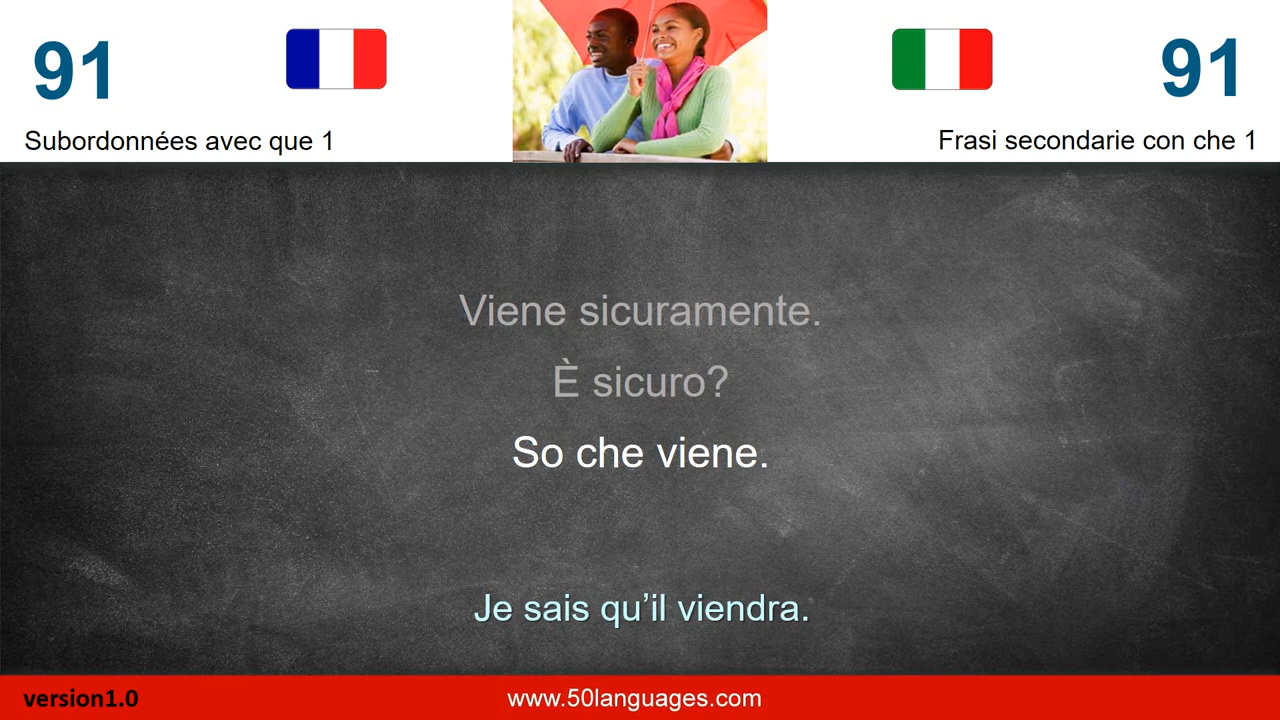 91
91
Subordonnées avec que 1
Frasi secondarie con che 1
Viene sicuramente.
È sicuro?
So che viene.
Je sais qu’il viendra.
version1.0
www.50languages.com